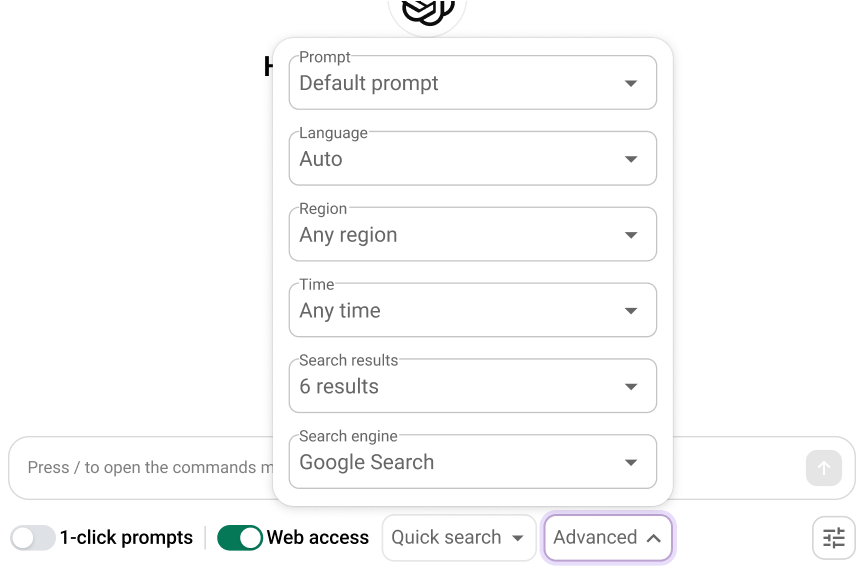 Prompt
Default prompt
Language
Auto
Region
Any region
Time
Any time
Search results
6 results
Search engine
Google Search
Press / to open the commands
1-click prompts
Web access
Quick search
Advanced